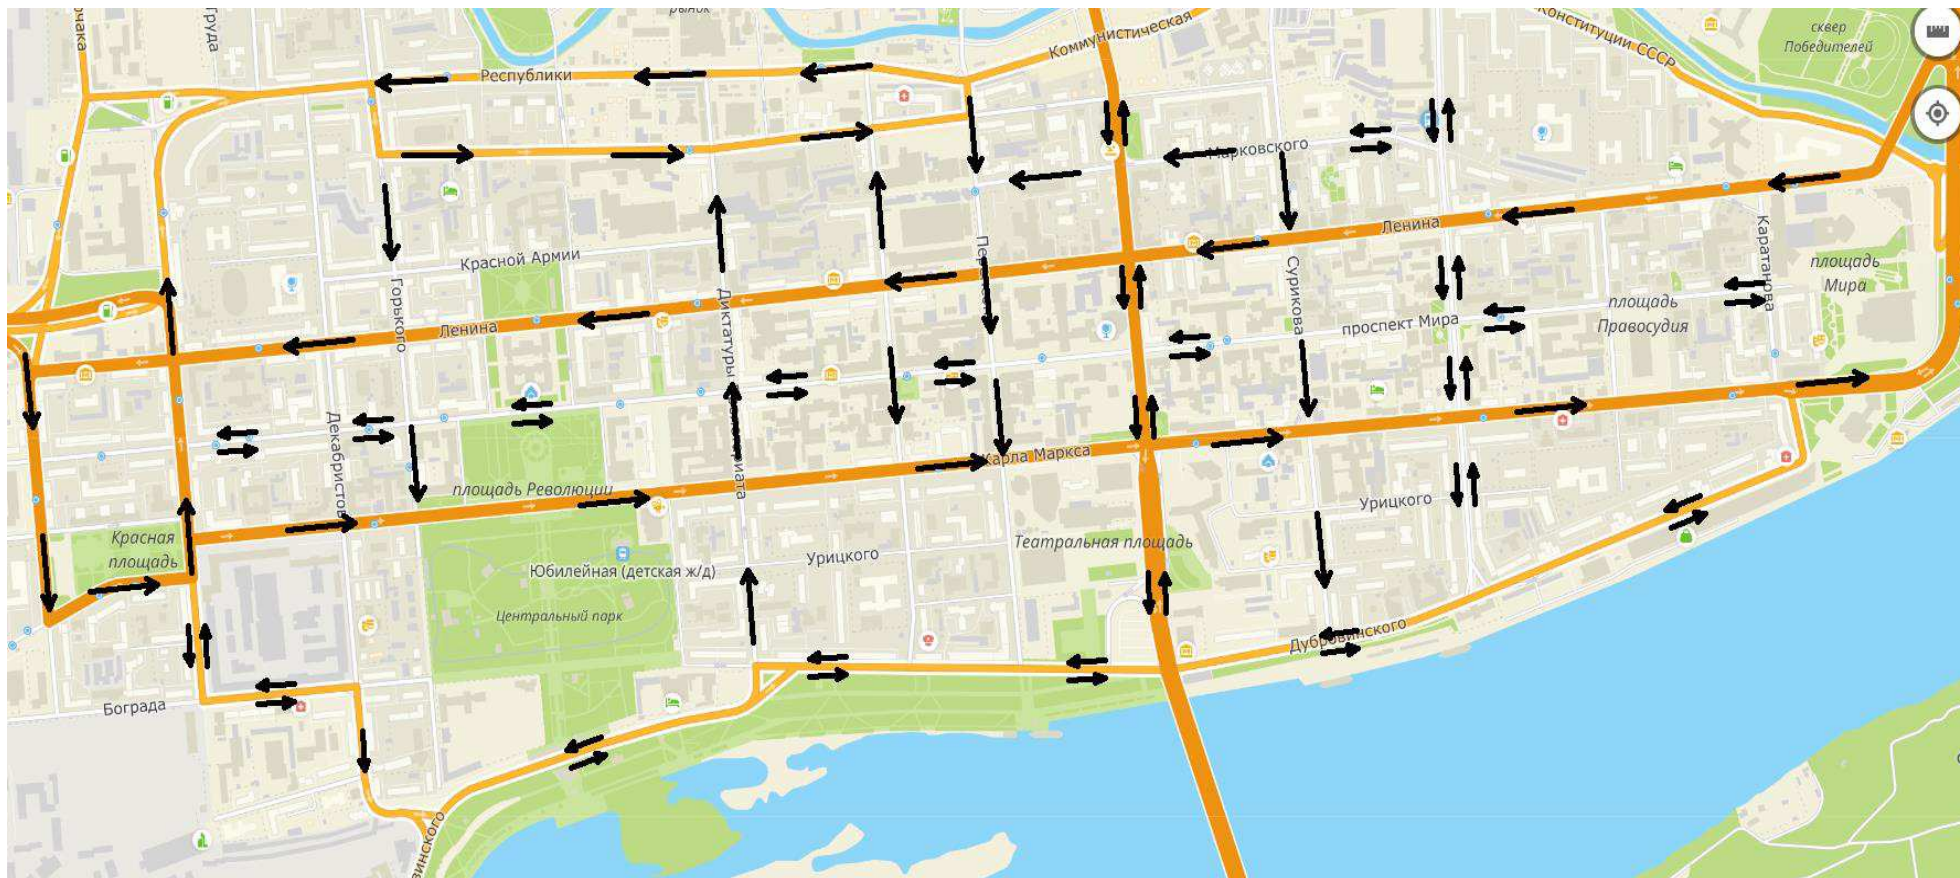 рынок
Труда
Республики
Коммунистическая
Конституции СССР
сквер
Победителей
Марковского
Красной Армии
Горького
Ленина
Ленина
Сурикова
Каратанова
площадь
Мира
площадь
Правосудия
проспект Мира
Диктатуры
Декабристов
площадь Революции
Карла Маркса
Красная
площадь
Урицкого
Театральная площадь
Урицкого
Юбилейная (детская ж/д)
Центральный парк
Дубровинского
Бограда